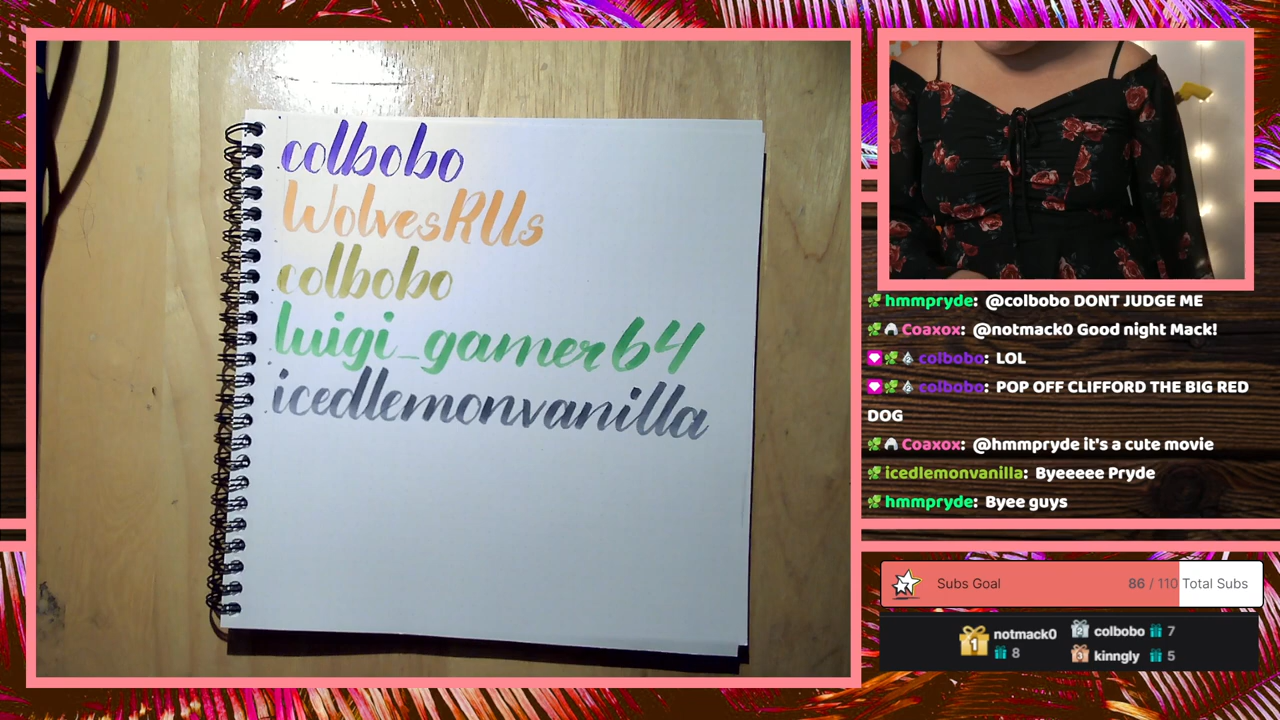 colbobo
WolvesRUs
colbobo
luigi_gamer64
icedlemonvanilla
hmmpryde: @colbobo DONT JUDGE ME
Coaxox: @notmack0 Good night Mack!
colbobo: LOL
colbobo: POP OFF CLIFFORD THE BIG RED
DOG
Coaxox: @hmmpryde it's a cute movie
icedlemonvanilla: Byeeeee Pryde
hmmpryde: Byee guys
Subs Goal 86 / 110 Total Subs
1 notmack0 8
2 colbobo 7
3 kinngly 5